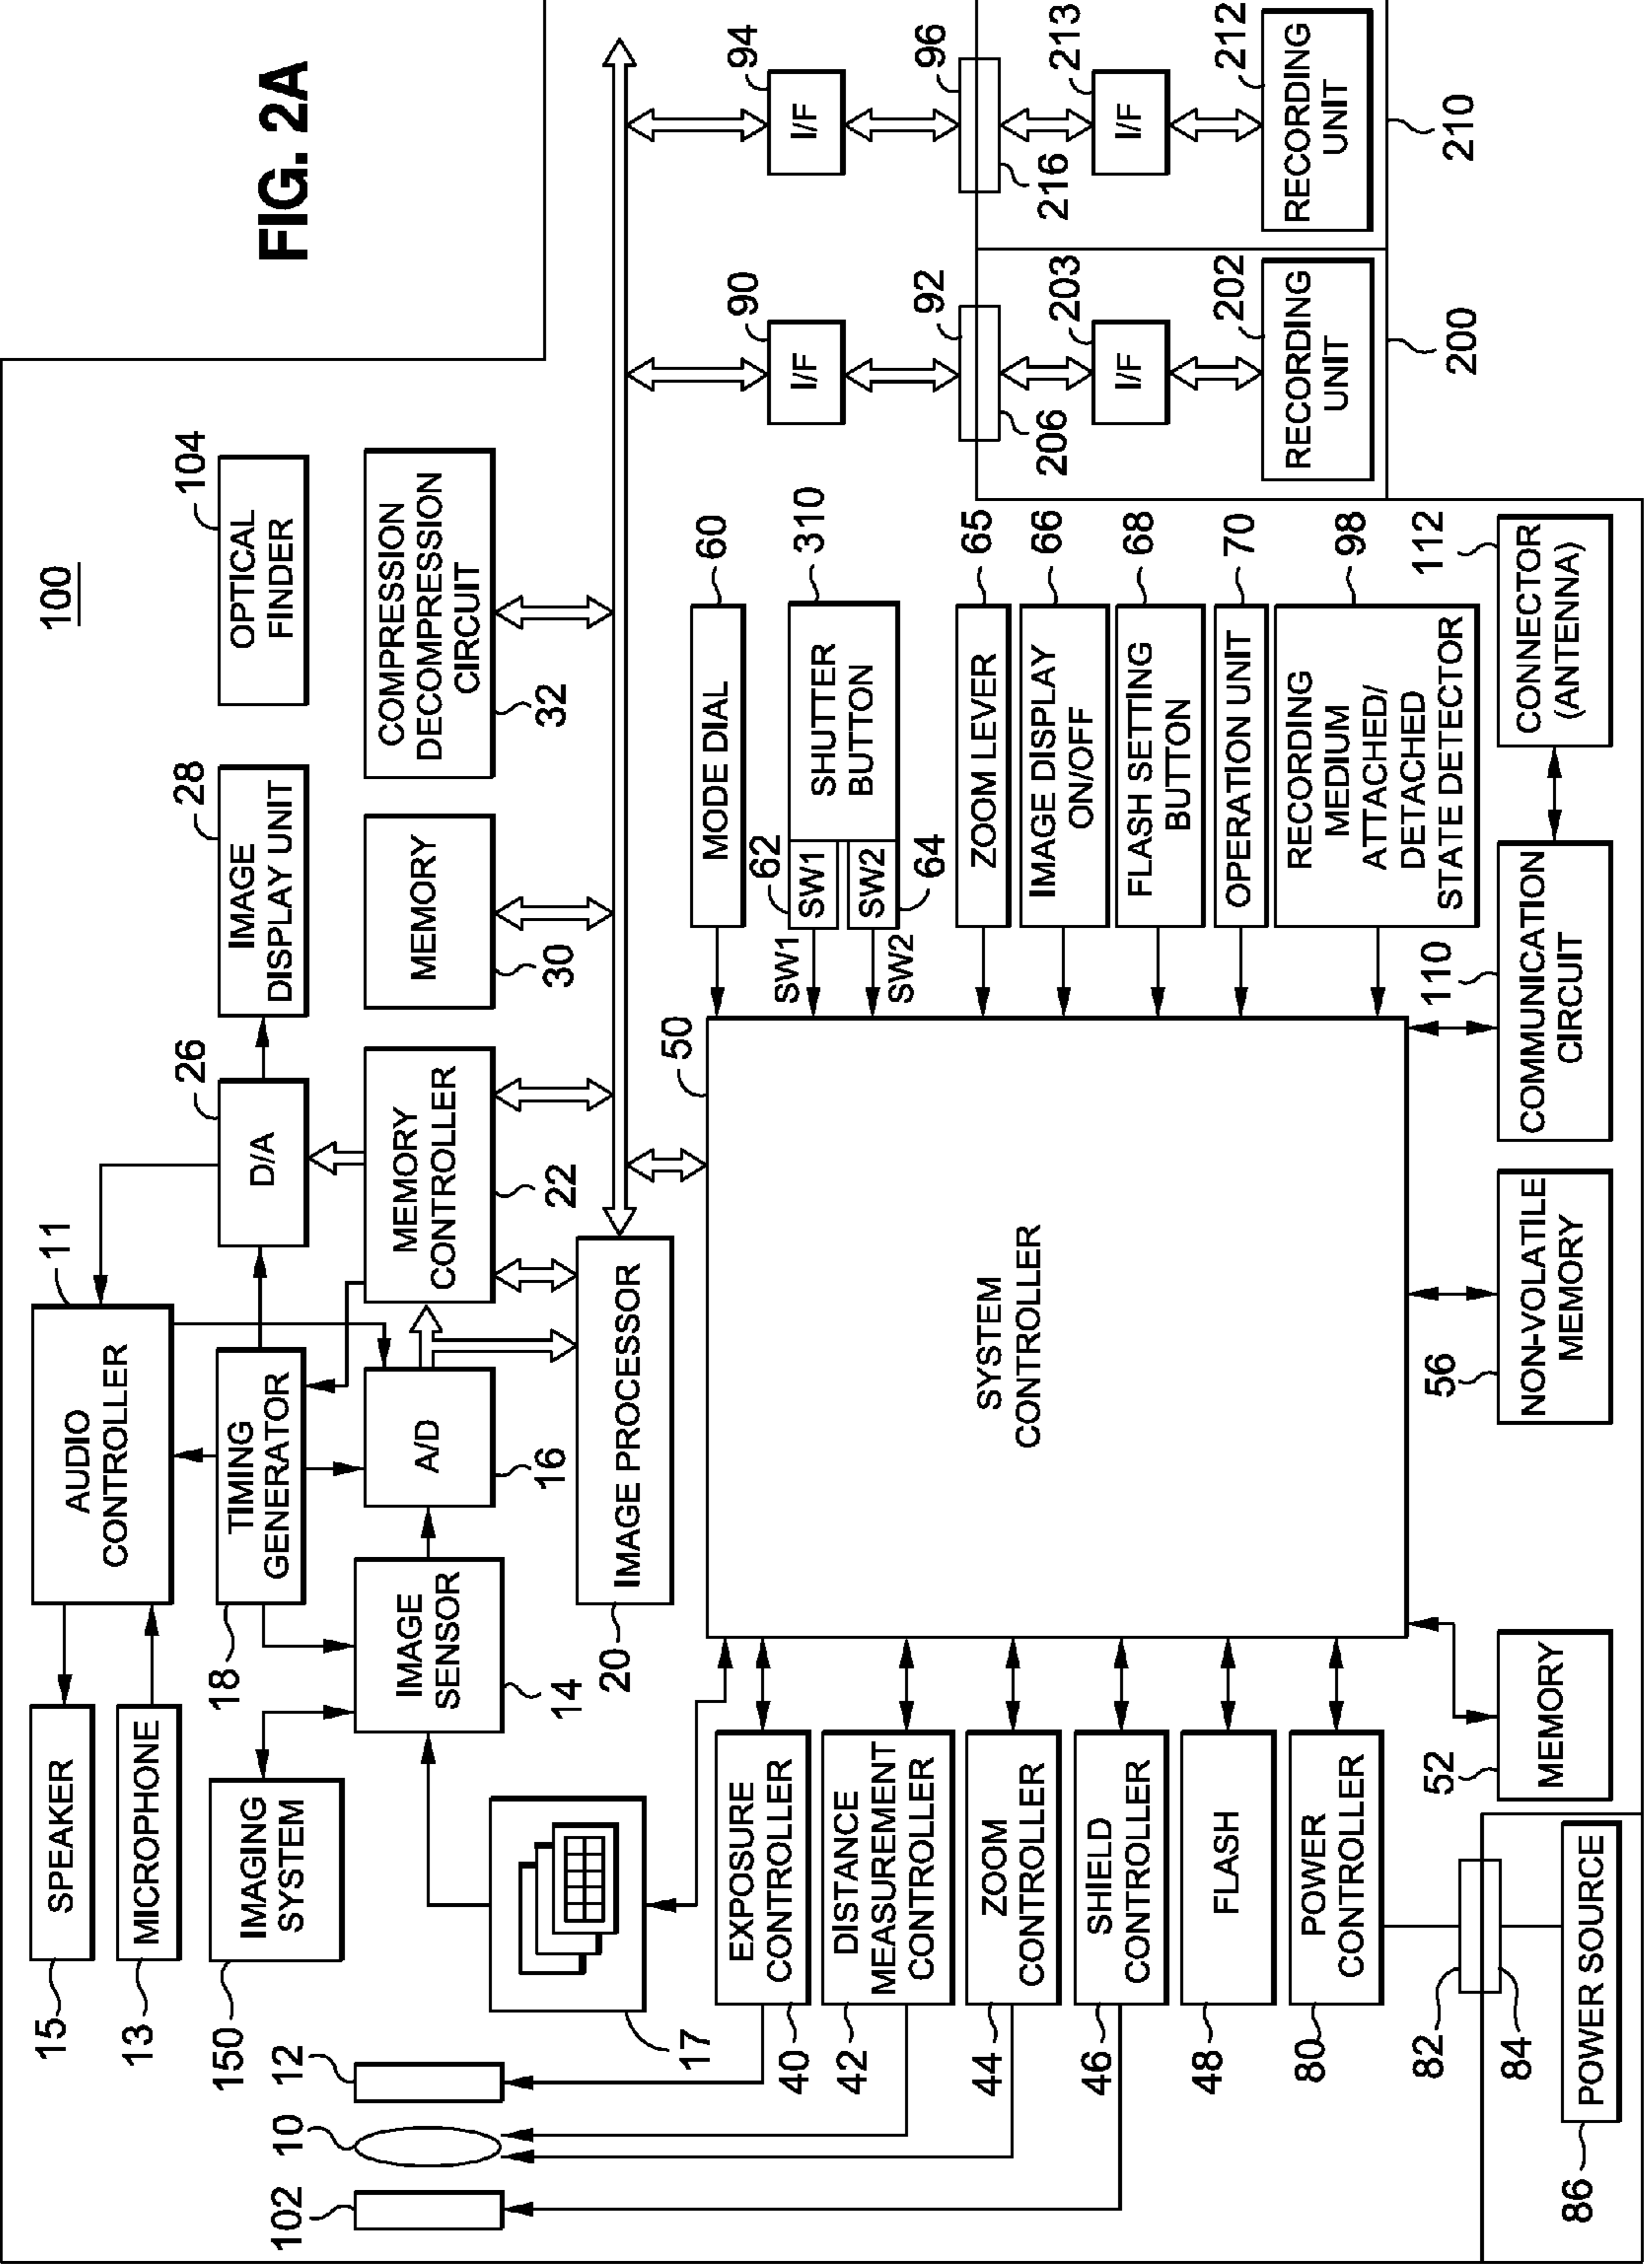 FIG. 2A
100
15
SPEAKER
AUDIO
CONTROLLER
11
13
MICROPHONE
150
IMAGING
SYSTEM
18
TIMING
GENERATOR
D/A
26
IMAGE
DISPLAY UNIT
28
OPTICAL
FINDER
104
102
10
12
IMAGE
SENSOR
14
A/D
16
MEMORY
CONTROLLER
22
MEMORY
30
COMPRESSION
DECOMPRESSION
CIRCUIT
32
17
20
IMAGE PROCESSOR
40
EXPOSURE
CONTROLLER
42
DISTANCE
MEASUREMENT
CONTROLLER
44
ZOOM
CONTROLLER
46
SHIELD
CONTROLLER
48
FLASH
80
POWER
CONTROLLER
82
84
86
POWER SOURCE
50
SYSTEM
CONTROLLER
MODE DIAL
60
SW1
SW1
62
SHUTTER
BUTTON
310
SW2
SW2
64
ZOOM LEVER
65
IMAGE DISPLAY
ON/OFF
66
FLASH SETTING
BUTTON
68
OPERATION UNIT
70
RECORDING
MEDIUM
ATTACHED/
DETACHED
STATE DETECTOR
98
52
MEMORY
56
NON-VOLATILE
MEMORY
110
COMMUNICATION
CIRCUIT
CONNECTOR
(ANTENNA)
112
90
I/F
92
206
203
I/F
202
RECORDING
UNIT
200
94
I/F
96
216
213
I/F
212
RECORDING
UNIT
210